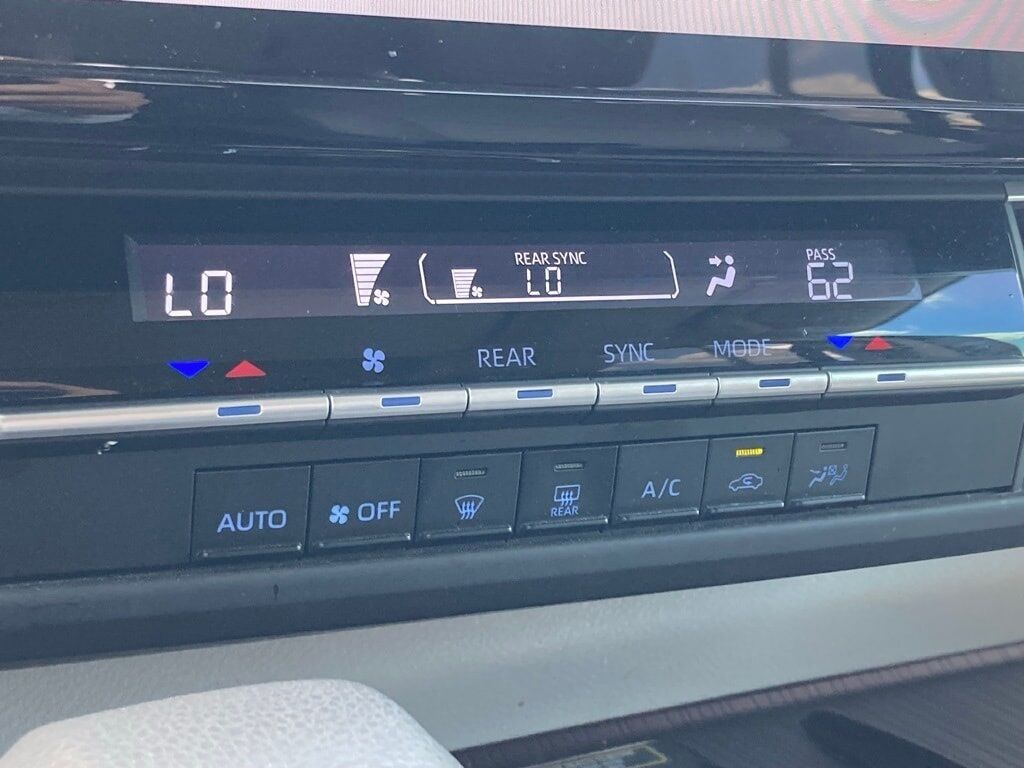 LO
REAR SYNC
LO
PASS
62
REAR
SYNC
MODE
AUTO
OFF
REAR
A/C